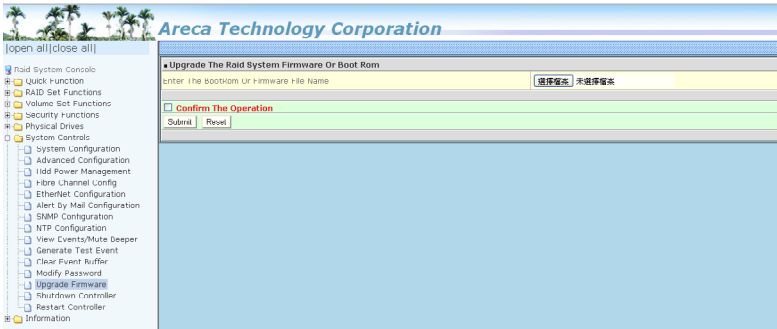 Areca Technology Corporation
|open all|close all|
Raid System Console
Quick Function
RAID Set Functions
Volume Set Functions
Security Functions
Physical Drives
System Controls
System Configuration
Advanced Configuration
Hdd Power Management
Fibre Channel Config
EtherNet Configuration
Alert By Mail Configuration
SNMP Configuration
NTP Configuration
View Events/Mute Beeper
Generate Test Event
Clear Event Buffer
Modify Password
Upgrade Firmware
Shutdown Controller
Restart Controller
Information
Upgrade The Raid System Firmware Or Boot Rom
Enter The BootRom Or Firmware File Name 選擇檔案 未選擇檔案
Confirm The Operation
Submit Reset